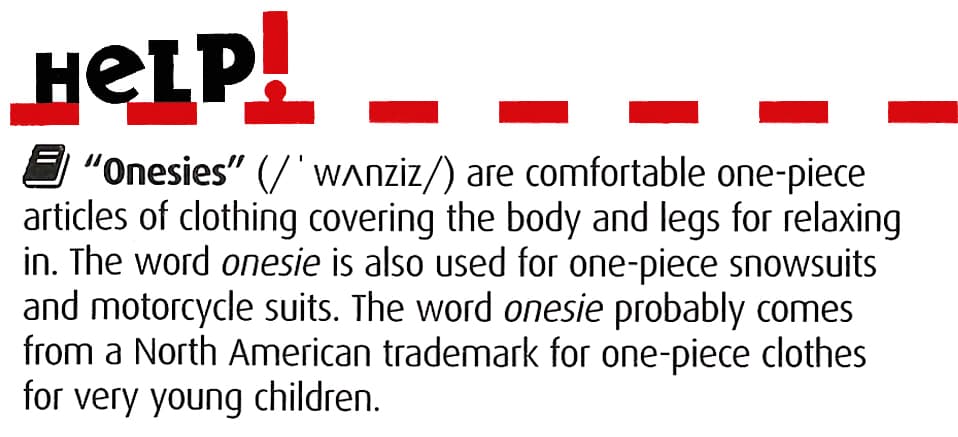 HeLP!
“Onesies” (/ˈwʌnziz/) are comfortable one-piece
articles of clothing covering the body and legs for relaxing
in. The word onesie is also used for one-piece snowsuits
and motorcycle suits. The word onesie probably comes
from a North American trademark for one-piece clothes
for very young children.